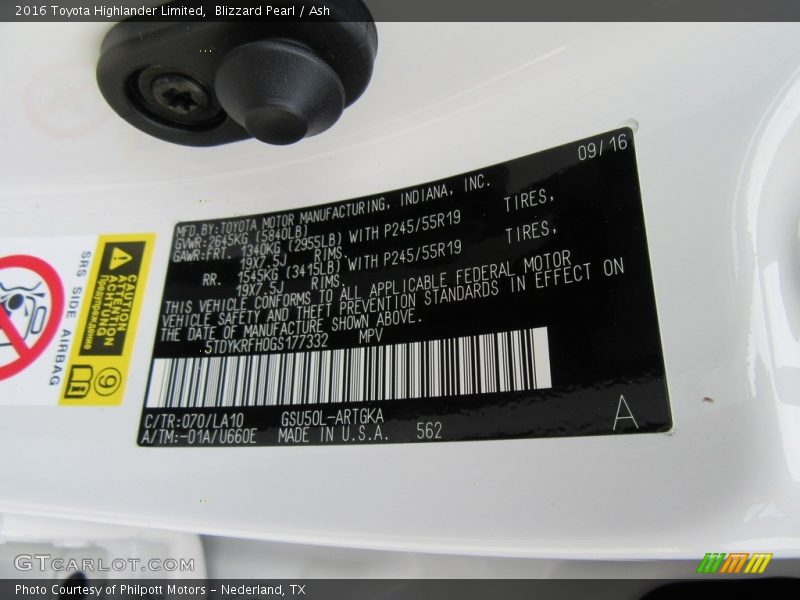 2016 Toyota Highlander Limited,  Blizzard Pearl / Ash
09/16
MFD.BY:TOYOTA MOTOR MANUFACTURING, INDIANA, INC.
GVWR:2645KG (5840LB)
GAWR:FRT. 1340KG (2955LB) WITH P245/55R19 TIRES,
19X7.5J RIMS.
RR. 1545KG (3415LB) WITH P245/55R19 TIRES,
19X7.5J RIMS.
THIS VEHICLE CONFORMS TO ALL APPLICABLE FEDERAL MOTOR
VEHICLE SAFETY AND THEFT PREVENTION STANDARDS IN EFFECT ON
THE DATE OF MANUFACTURE SHOWN ABOVE.
5TDYKRFH0GS177332 MPV
C/TR:070/LA10 GSU50L-ARTGKA
A/TM:-01A/U660E MADE IN U.S.A. 562
A
SRS SIDE AIRBAG
CAUTION
ATTENTION
ACHTUNG
Предупреждение
9
GTCARLOT.COM
Photo Courtesy of Philpott Motors - Nederland, TX